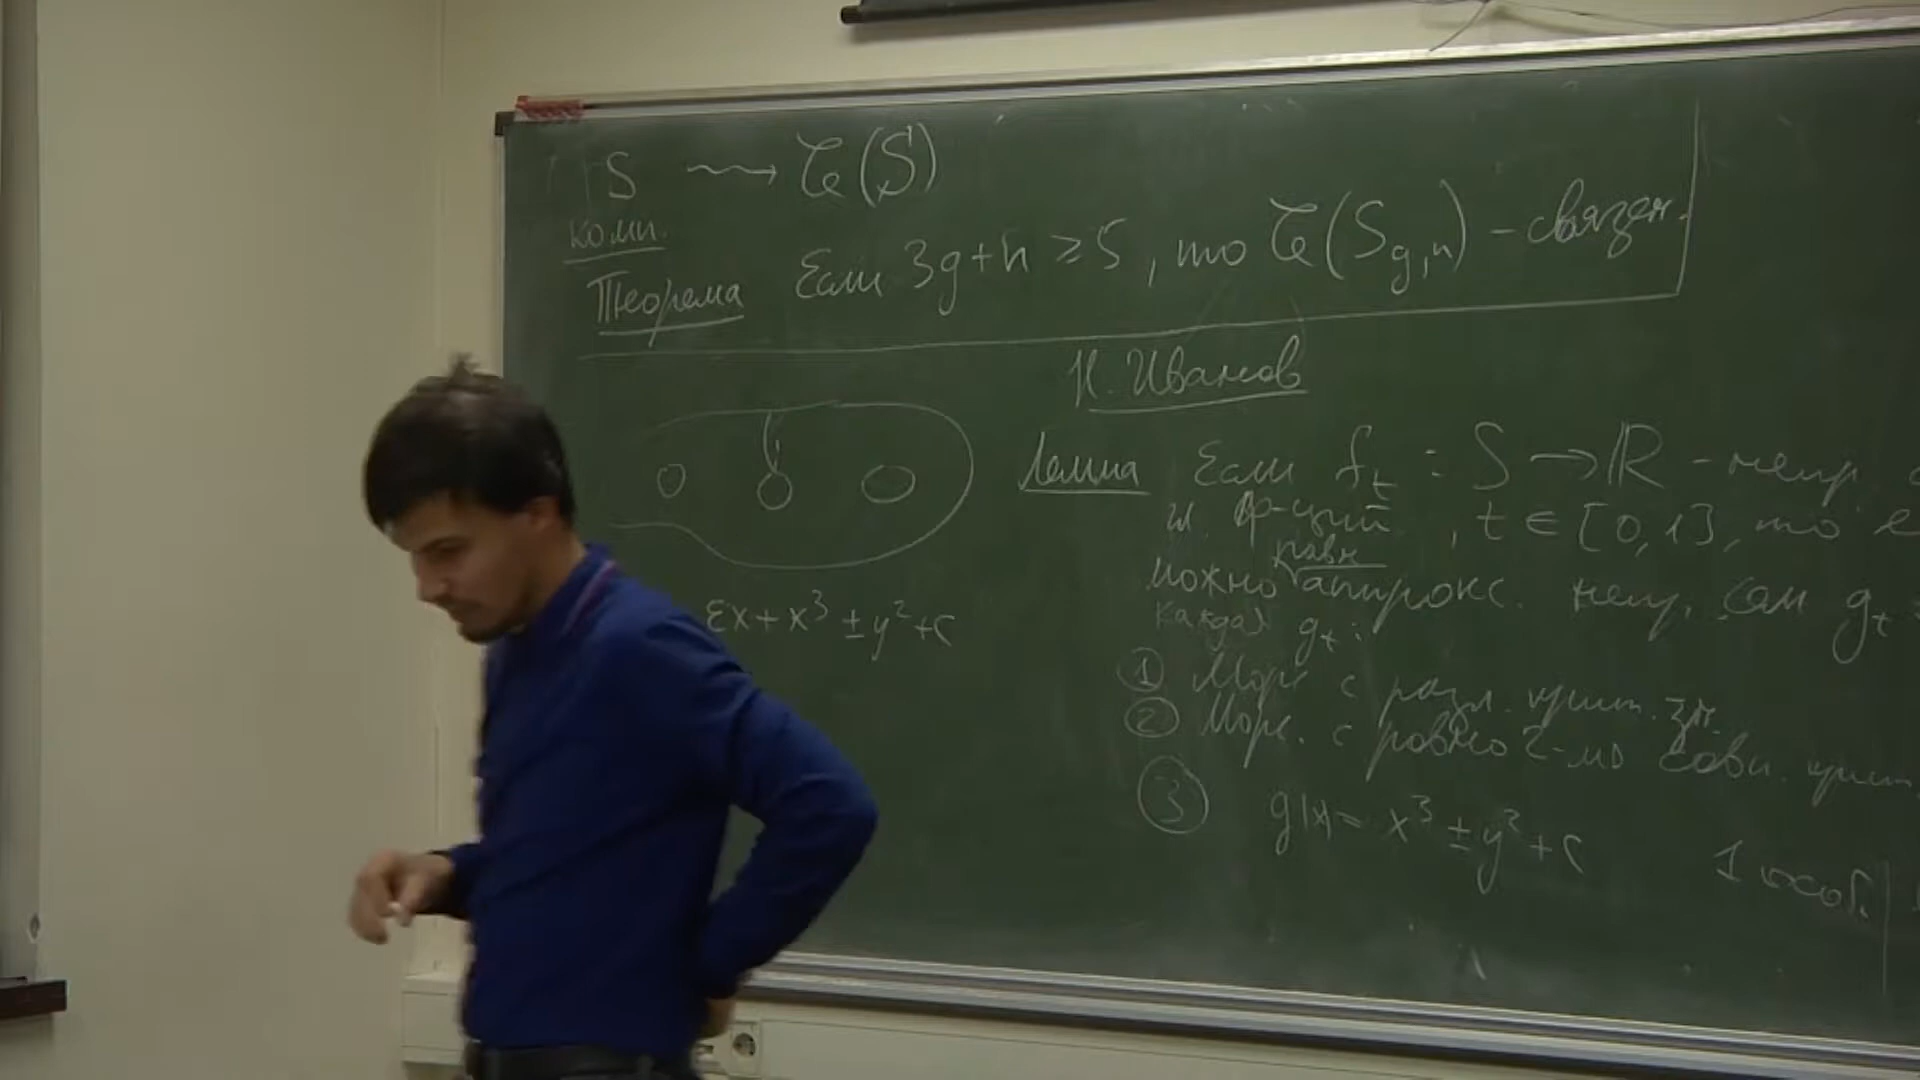 S ⟿ 𝒞(S)
комп.
Теорема Если 3g+n ≥ 5, то 𝒞(S_{g,n}) - связен.
Н. Иванов
Лемма Если f_t : S → ℝ - непр.
ф-ций, t ∈ [0,1], то
равн
можно аппрокс. непр. сем g_t
каждая g_t :
εx + x³ ± y² + c
① Морс с разл. крит. зн.
② Морс. с ровно 2-мя совп. крит.
③ g(x) = x³ ± y² + c 1 особ.